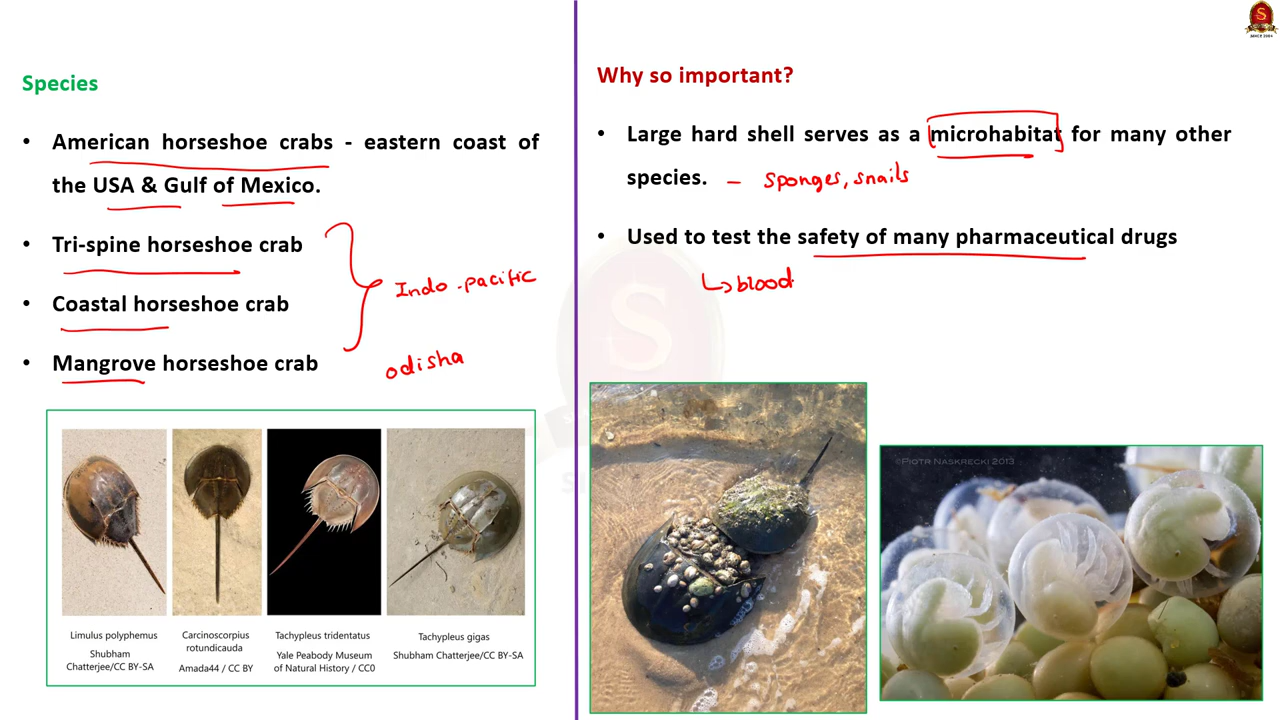 S
SINCE 2004
Species
• American horseshoe crabs - eastern coast of
the USA & Gulf of Mexico.
• Tri-spine horseshoe crab
• Coastal horseshoe crab
Indo-pacific
• Mangrove horseshoe crab
odisha
Limulus polyphemus
Shubham
Chatterjee/CC BY-SA
Carcinoscorpius
rotundicauda
Amada44 / CC BY
Tachypleus tridentatus
Yale Peabody Museum
of Natural History / CC0
Tachypleus gigas
Shubham Chatterjee/CC BY-SA
Why so important?
• Large hard shell serves as a microhabitat for many other
species. – sponges, snails
• Used to test the safety of many pharmaceutical drugs
↳ blood
S
©Piotr Naskrecki 2013